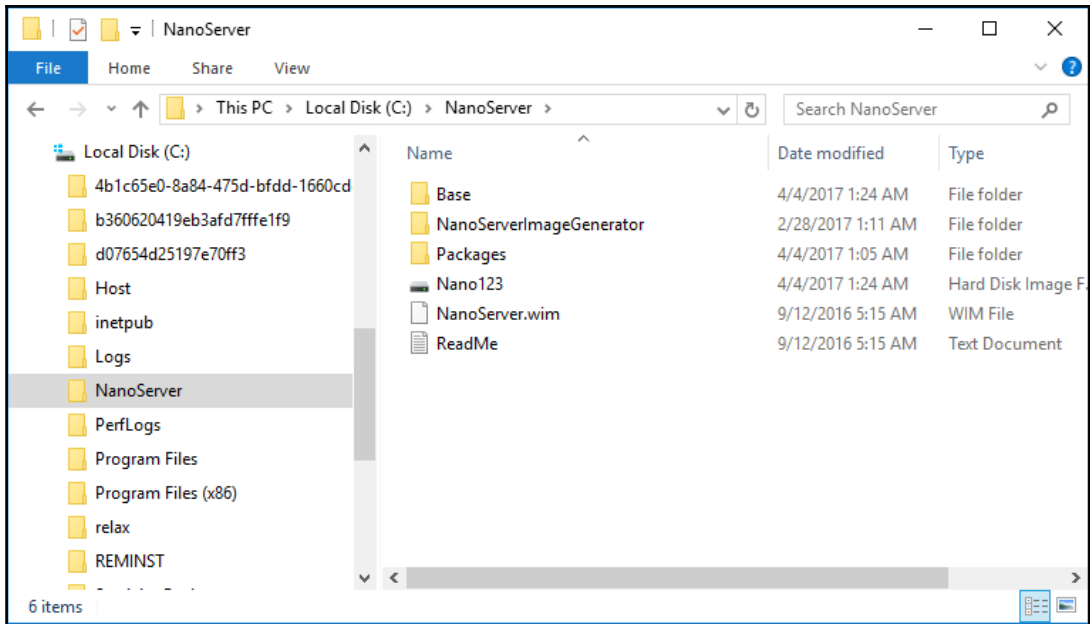 NanoServer
File Home Share View
This PC Local Disk (C:) NanoServer
Search NanoServer
Local Disk (C:)
4b1c65e0-8a84-475d-bfdd-1660cd
b360620419eb3afd7fffe1f9
d07654d25197e70ff3
Host
inetpub
Logs
NanoServer
PerfLogs
Program Files
Program Files (x86)
relax
REMINST
Name Date modified Type
Base 4/4/2017 1:24 AM File folder
NanoServerImageGenerator 2/28/2017 1:11 AM File folder
Packages 4/4/2017 1:05 AM File folder
Nano123 4/4/2017 1:24 AM Hard Disk Image F
NanoServer.wim 9/12/2016 5:15 AM WIM File
ReadMe 9/12/2016 5:15 AM Text Document
6 items